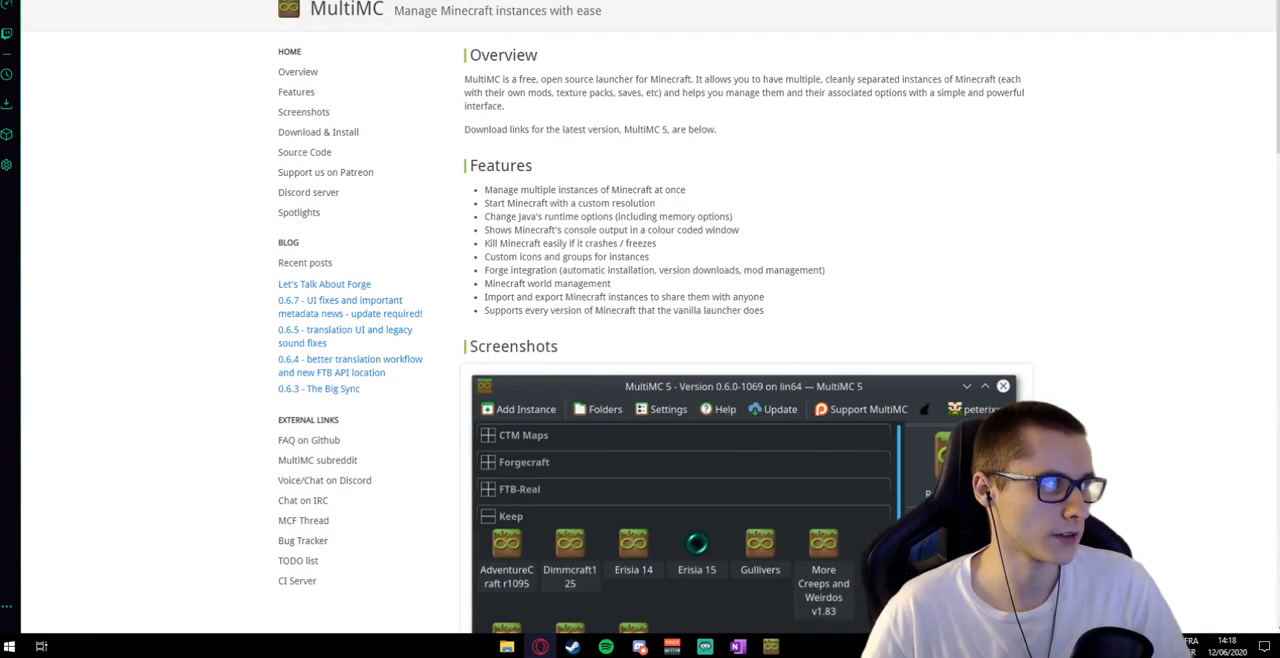 MultiMC Manage Minecraft instances with ease
HOME
Overview
Features
Screenshots
Download & Install
Source Code
Support us on Patreon
Discord server
Spotlights
BLOG
Recent posts
Let's Talk About Forge
0.6.7 - UI fixes and important
metadata news - update required!
0.6.5 - translation UI and legacy
sound fixes
0.6.4 - better translation workflow
and new FTB API location
0.6.3 - The Big Sync
EXTERNAL LINKS
FAQ on Github
MultiMC subreddit
Voice/Chat on Discord
Chat on IRC
MCF Thread
Bug Tracker
TODO list
CI Server
Overview
MultiMC is a free, open source launcher for Minecraft. It allows you to have multiple, cleanly separated instances of Minecraft (each
with their own mods, texture packs, saves, etc) and helps you manage them and their associated options with a simple and powerful
interface.
Download links for the latest version, MultiMC 5, are below.
Features
• Manage multiple instances of Minecraft at once
• Start Minecraft with a custom resolution
• Change Java's runtime options (including memory options)
• Shows Minecraft's console output in a colour coded window
• Kill Minecraft easily if it crashes / freezes
• Custom icons and groups for instances
• Forge integration (automatic installation, version downloads, mod management)
• Minecraft world management
• Import and export Minecraft instances to share them with anyone
• Supports every version of Minecraft that the vanilla launcher does
Screenshots
MultiMC 5 - Version 0.6.0-1069 on lin64 — MultiMC 5
Add Instance Folders Settings Help Update Support MultiMC peterix
CTM Maps
Forgecraft
FTB-Real
Keep
AdventureC
raft r1095
Dimmcraft1
25
Erisia 14
Erisia 15
Gullivers
More
Creeps and
Weirdos
v1.83
FRA 14:18
12/06/2020